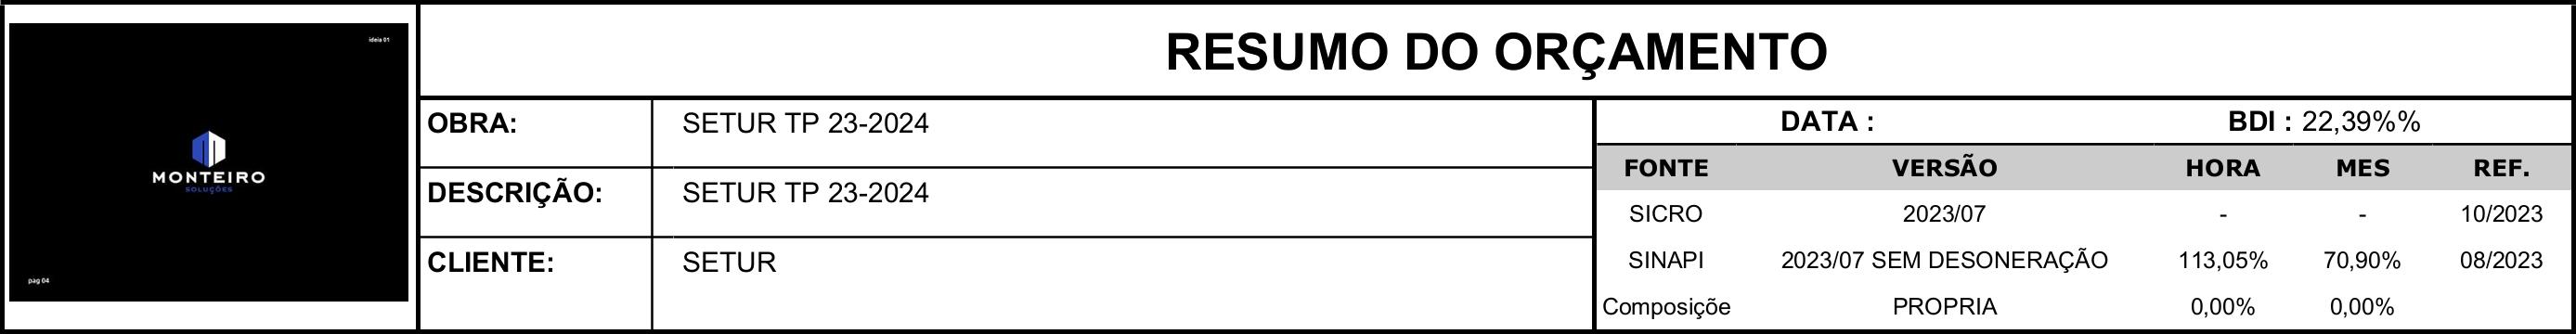 ideia 01
MONTEIRO
SOLUÇÕES
pag 04
RESUMO DO ORÇAMENTO
OBRA: SETUR TP 23-2024
DESCRIÇÃO: SETUR TP 23-2024
CLIENTE: SETUR
DATA : BDI : 22,39%%
FONTE VERSÃO HORA MES REF.
SICRO 2023/07 - - 10/2023
SINAPI 2023/07 SEM DESONERAÇÃO 113,05% 70,90% 08/2023
Composiçõe PROPRIA 0,00% 0,00%